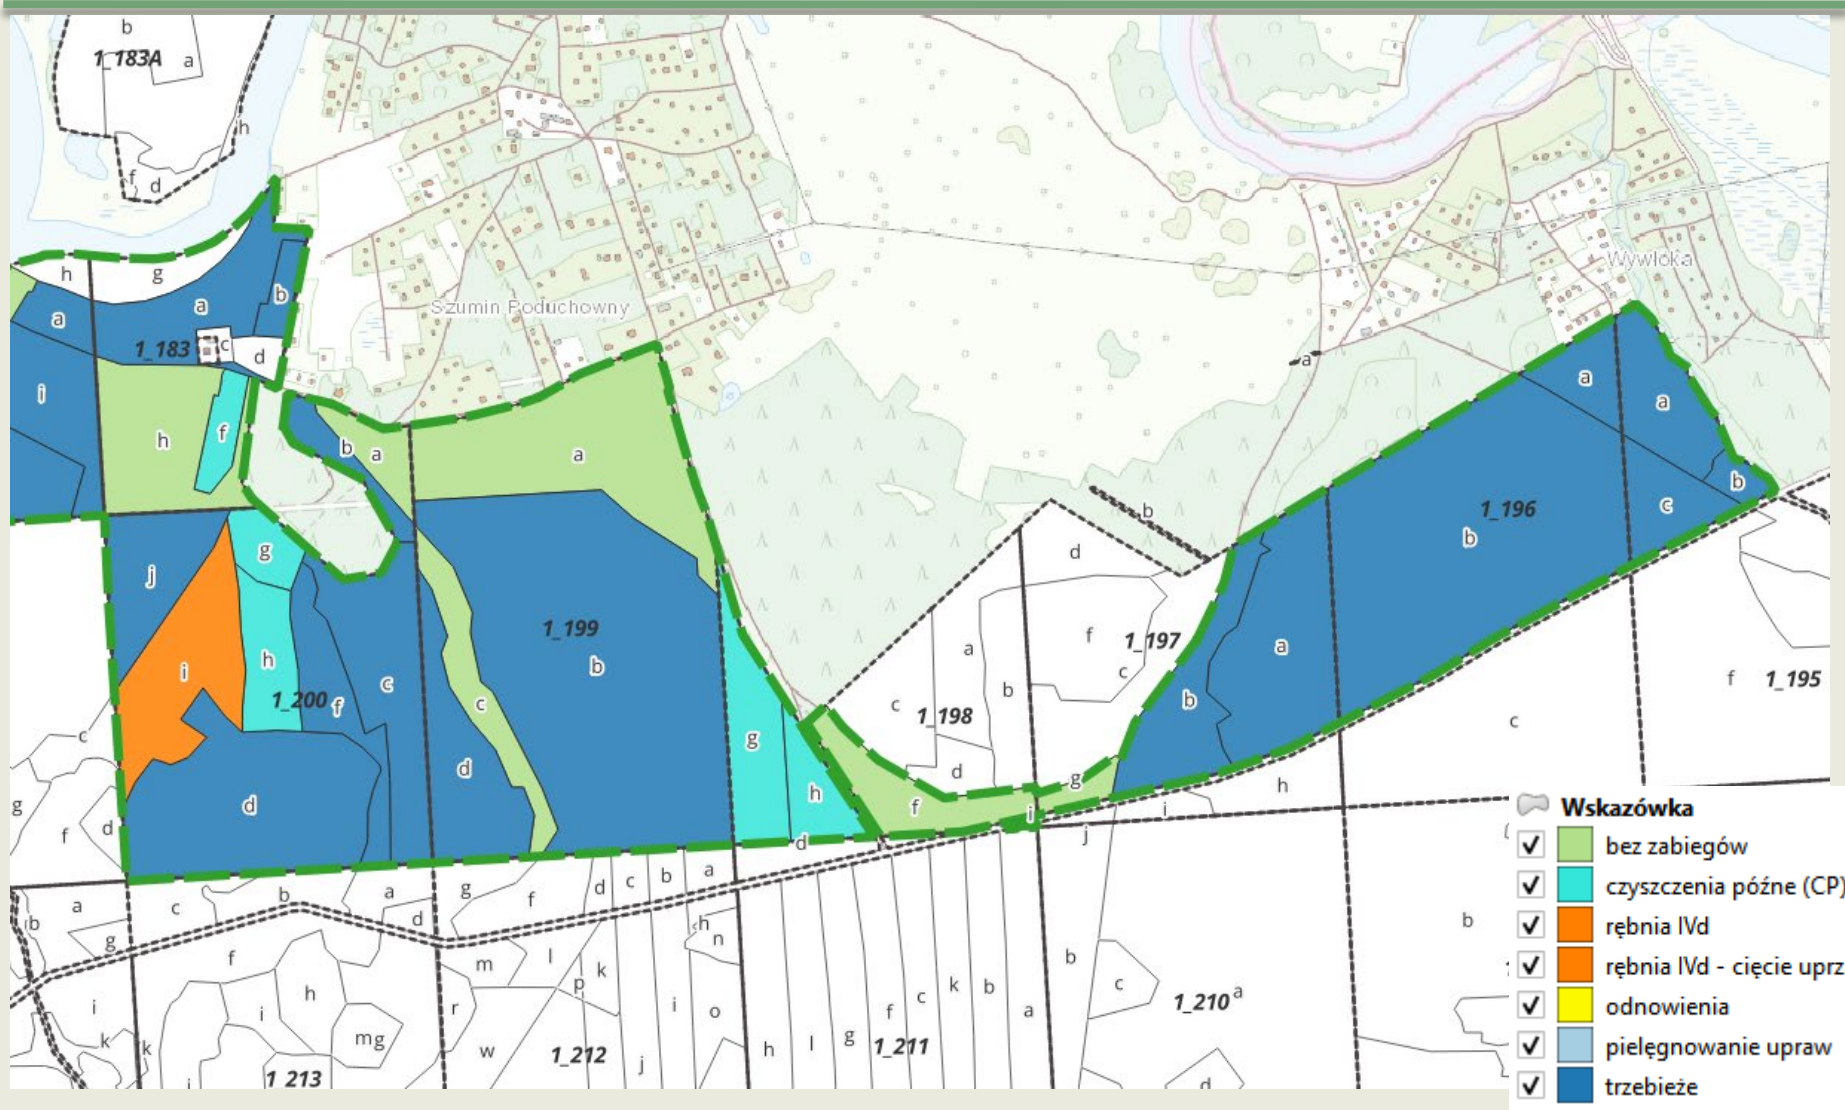 b
1_183A a
h
f d
h g
a b
a
1_183 c d
i
h f
b a
a
Szumin Poduchowny
Wywłoka
a
a
a
b
1_196
b
c
b
d
g
j
1_199
b
a f 1_197
c
a
h
i
c
1_200 f
c
b
b
c 1_198
f 1_195
c
c
g
d
d
g
h
h
d
f
i
i
j
g
f d
d
a
c
b
a
g
f
d c b a
d
b
g
f
m
l
k
p
h
n
b
c
1_210 a
b
i
h
i
r
i
o
f c k b a
k
k
mg
w
1_212
j
h l g 1_211
i
1_213
d
Wskazówka
bez zabiegów
czyszczenia późne (CP)
rębnia IVd
rębnia IVd - cięcie uprz
odnowienia
pielęgnowanie upraw
trzebieże